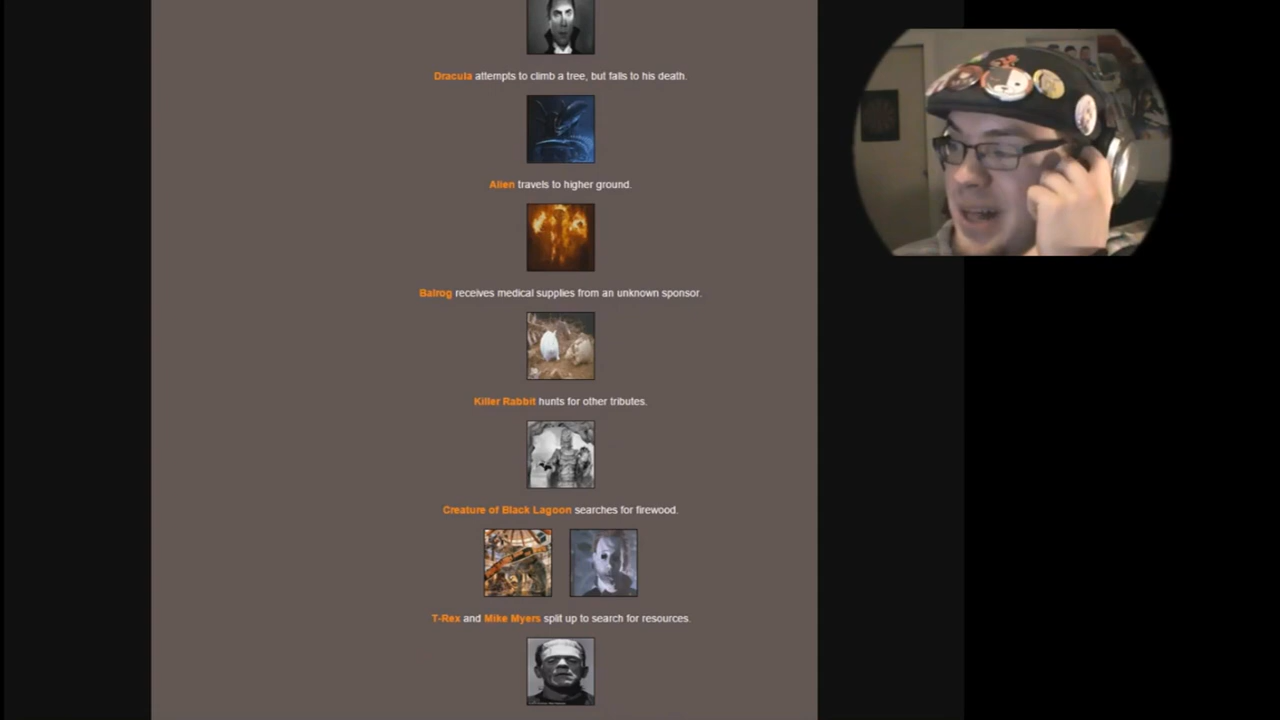 Dracula attempts to climb a tree, but falls to his death.
Alien travels to higher ground.
Balrog receives medical supplies from an unknown sponsor.
Killer Rabbit hunts for other tributes.
Creature of Black Lagoon searches for firewood.
T-Rex and Mike Myers split up to search for resources.